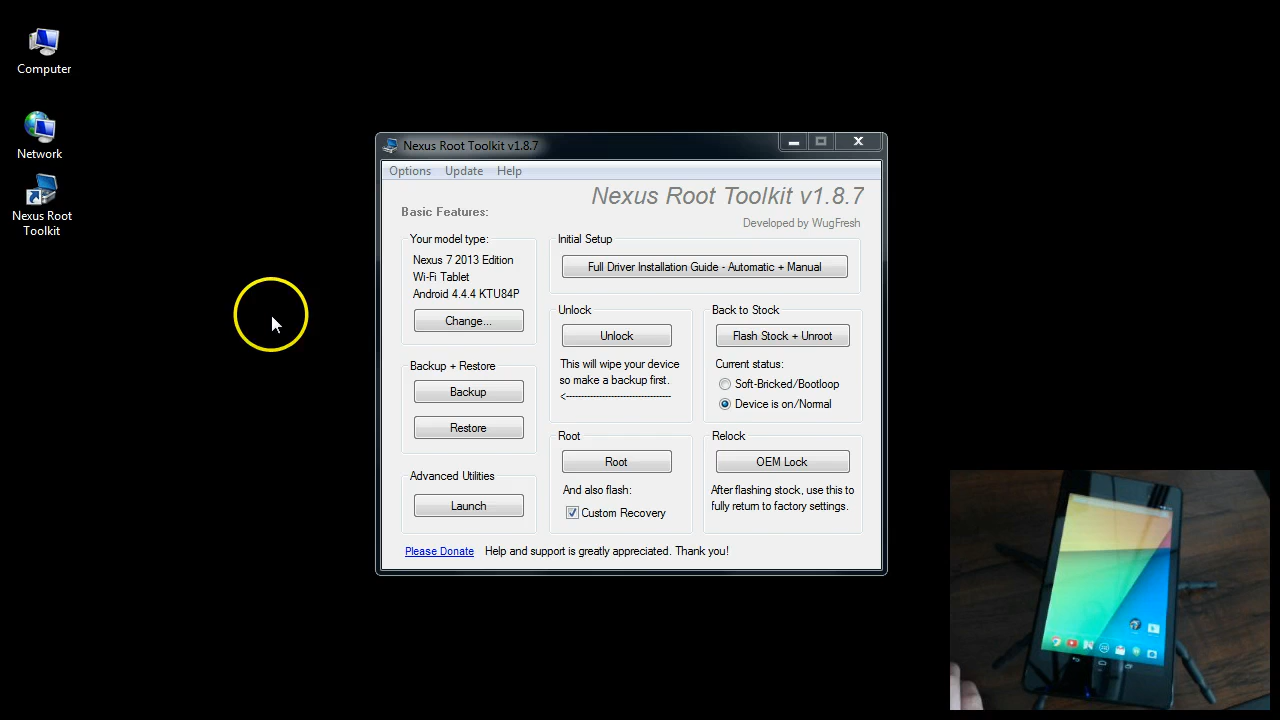 Computer
Network
Nexus Root
Toolkit
Nexus Root Toolkit v1.8.7
Options Update Help
Nexus Root Toolkit v1.8.7
Developed by WugFresh
Basic Features:
Your model type:
Nexus 7 2013 Edition
Wi-Fi Tablet
Android 4.4.4 KTU84P
Change...
Initial Setup
Full Driver Installation Guide - Automatic + Manual
Unlock
Unlock
This will wipe your device
so make a backup first.
<------------------------------------
Back to Stock
Flash Stock + Unroot
Current status:
Soft-Bricked/Bootloop
Device is on/Normal
Backup + Restore
Backup
Restore
Root
Root
And also flash:
Custom Recovery
Relock
OEM Lock
After flashing stock, use this to
fully return to factory settings.
Advanced Utilities
Launch
Please Donate Help and support is greatly appreciated. Thank you!